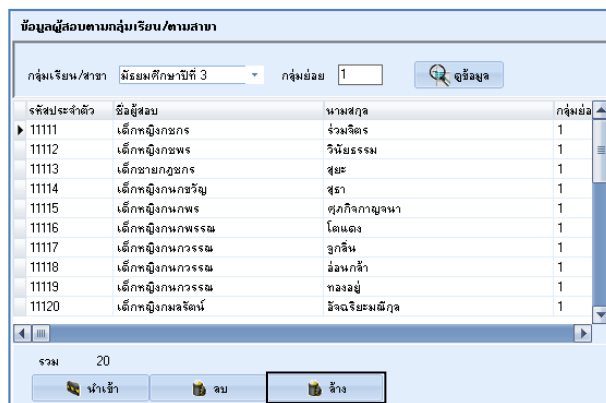 ข้อมูลผู้สอบตามกลุ่มเรียน/ตามสาขา
กลุ่มเรียน/สาขา มัธยมศึกษาปีที่ 3 กลุ่มย่อย 1 ดูข้อมูล
รหัสประจำตัว ชื่อผู้สอบ นามสกุล กลุ่มย่อ
11111 เด็กหญิงกชกร ร่วมจิตร 1
11112 เด็กหญิงกชพร วินัยธรรม 1
11113 เด็กชายกฎชกร สุยะ 1
11114 เด็กหญิงกนกขวัญ สุธา 1
11115 เด็กหญิงกนกพร ศุภกิจกาญจนา 1
11116 เด็กหญิงกนกพรรณ โตแดง 1
11117 เด็กหญิงกนกวรรณ จูกลิ่น 1
11118 เด็กหญิงกนกวรรณ อ่อนกล้า 1
11119 เด็กหญิงกนกวรรณ ทองอยู่ 1
11120 เด็กหญิงกมลรัตน์ อัจฉริยะมณีกุล 1
รวม 20
นำเข้า ลบ ล้าง